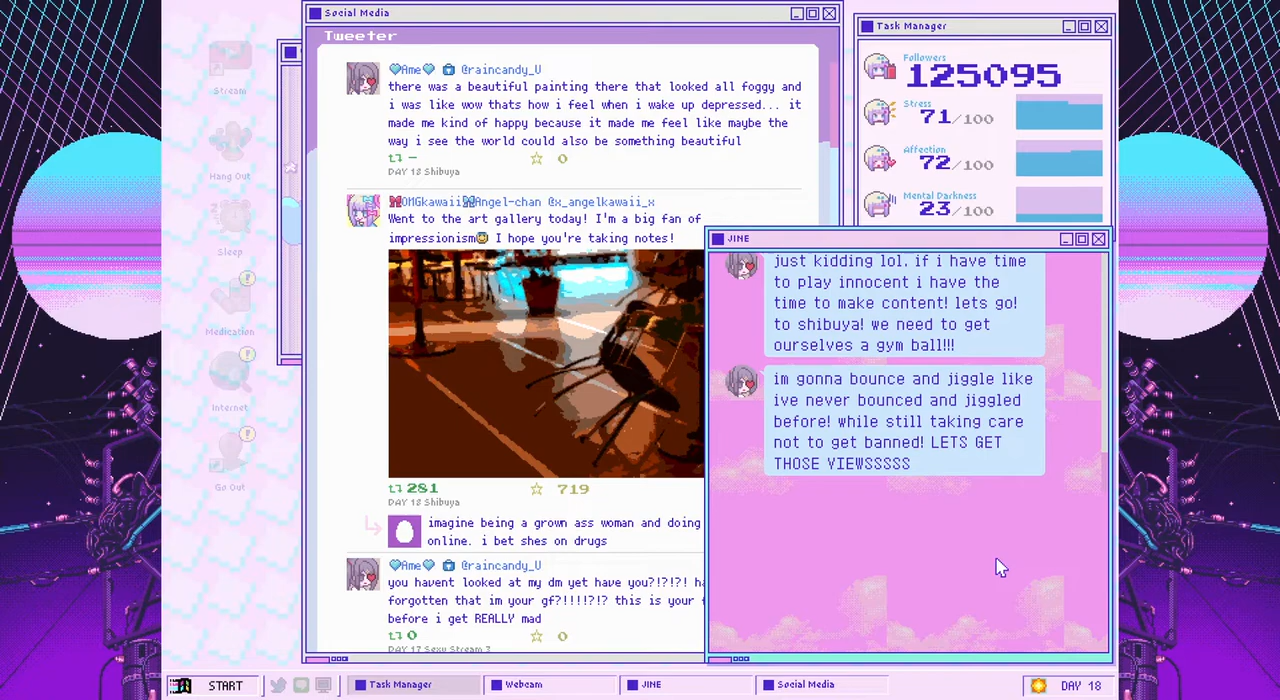 Social Media
Tweeter
Ame @raincandy_U
there was a beautiful painting there that looked all foggy and
i was like wow thats how i feel when i wake up depressed... it
made me kind of happy because it made me feel like maybe the
way i see the world could also be something beautiful
– 0
DAY 18 Shibuya
OMGkawaiiAngel-chan @x_angelkawaii_x
Went to the art gallery today! I'm a big fan of
impressionism I hope you're taking notes!
281 719
DAY 18 Shibuya
imagine being a grown ass woman and doing
online. i bet shes on drugs
Ame @raincandy_U
you havent looked at my dm yet have you?!?!?! h
forgotten that im your gf?!!!!?!? this is your
before i get REALLY mad
0 0
DAY 17 Sexy Stream 3
Stream
Hang Out
Sleep
Medication
Internet
Go Out
Task Manager
Followers
125095
Stress
71/100
Affection
72/100
Mental Darkness
23/100
JINE
just kidding lol. if i have time
to play innocent i have the
time to make content! lets go!
to shibuya! we need to get
ourselves a gym ball!!!
im gonna bounce and jiggle like
ive never bounced and jiggled
before! while still taking care
not to get banned! LETS GET
THOSE VIEWSSSSS
START
Task Manager
Webcam
JINE
Social Media
DAY 18